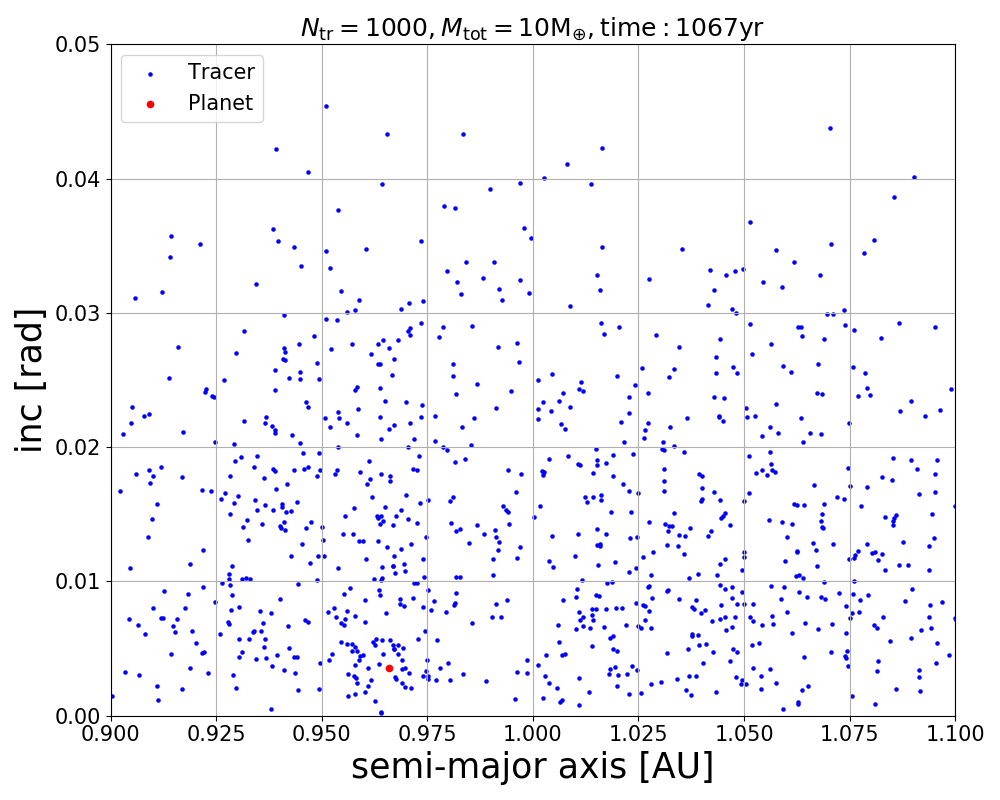 N_tr = 1000, M_tot = 10M_⊕, time : 1067yr
Tracer
Planet
inc [rad]
0.05
0.04
0.03
0.02
0.01
0.00
0.900 0.925 0.950 0.975 1.000 1.025 1.050 1.075 1.100
semi-major axis [AU]